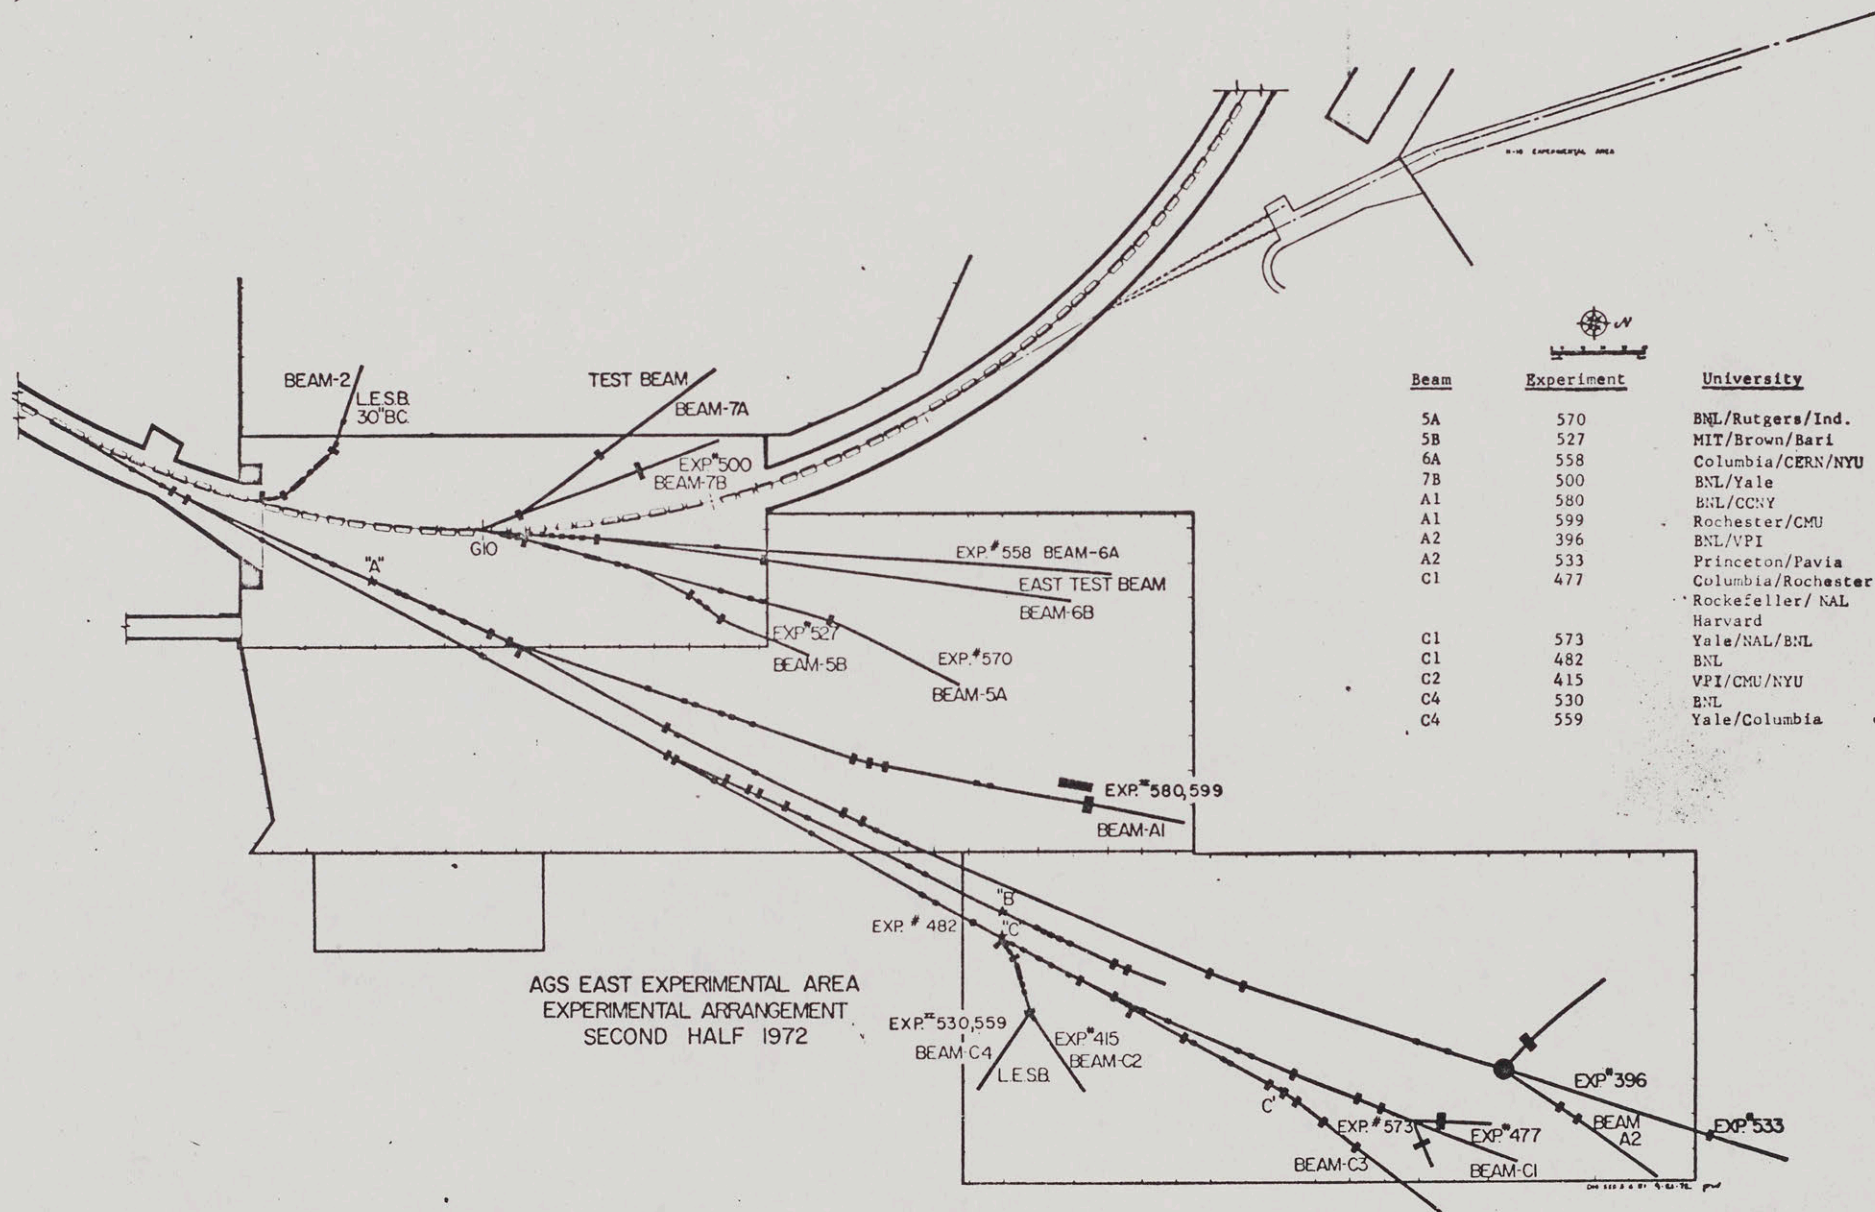 N
BEAM-2
L.E.S.B.
30"BC.
TEST BEAM
BEAM-7A
EXP.#500
BEAM-7B
G10
"A"
EXP.#558 BEAM-6A
EAST TEST BEAM
BEAM-6B
EXP.#527
BEAM-5B
EXP.#570
BEAM-5A
EXP.#580,599
BEAM-A1
"B"
"C"
EXP. # 482
AGS EAST EXPERIMENTAL AREA
EXPERIMENTAL ARRANGEMENT
SECOND HALF 1972
EXP.#530,559
BEAM-C4
L.E.S.B.
EXP.#415
BEAM-C2
C'
EXP.#573
BEAM-C3
EXP.#477
BEAM-C1
EXP.#396
BEAM
A2
EXP.#533
EXPERIMENTAL AREA
Beam Experiment University
5A 570 BNL/Rutgers/Ind.
5B 527 MIT/Brown/Bari
6A 558 Columbia/CERN/NYU
7B 500 BNL/Yale
A1 580 BNL/CCNY
A1 599 Rochester/CMU
A2 396 BNL/VPI
A2 533 Princeton/Pavia
C1 477 Columbia/Rochester
Rockefeller/ NAL
Harvard
C1 573 Yale/NAL/BNL
C1 482 BNL
C2 415 VPI/CMU/NYU
C4 530 BNL
C4 559 Yale/Columbia